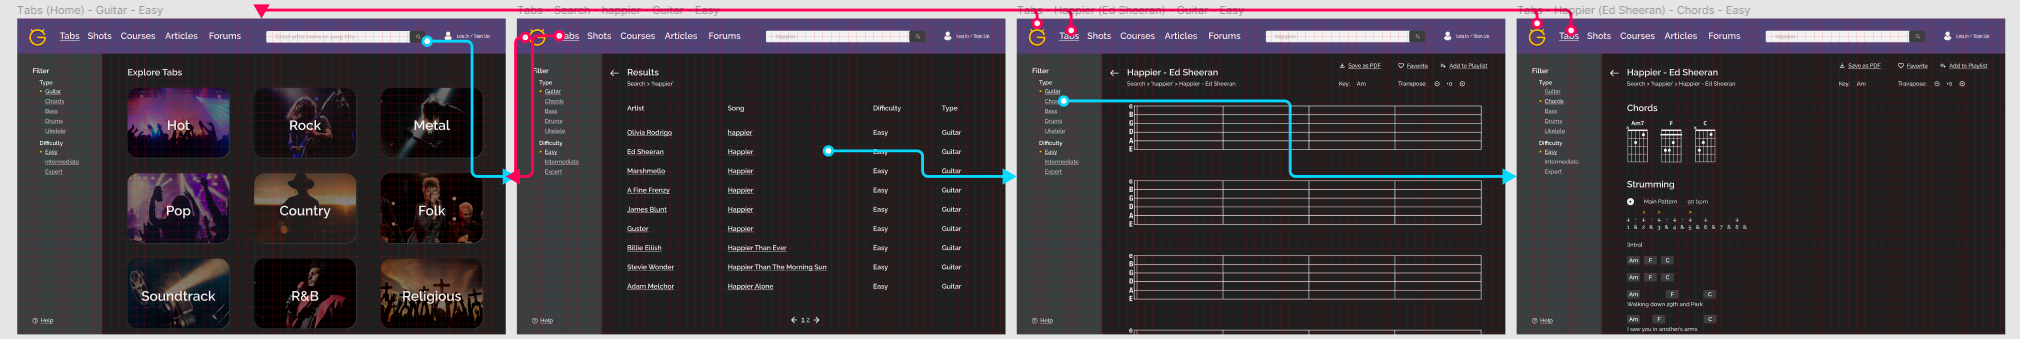 Tabs (Home) - Guitar - Easy
Tabs Shots Courses Articles Forums
Enter artist name or song title
Log In / Sign Up
Filter
Type
Guitar
Chords
Bass
Drums
Ukelele
Difficulty
Easy
Intermediate
Expert
Help
Explore Tabs
Hot Rock Metal
Pop Country Folk
Soundtrack R&B Religious
Tabs - Search - happier - Guitar - Easy
Tabs Shots Courses Articles Forums
happier
Log In / Sign Up
Filter
Type
Guitar
Chords
Bass
Drums
Ukelele
Difficulty
Easy
Intermediate
Expert
Help
← Results
Search > 'happier'
Artist Song Difficulty Type
Olivia Rodrigo happier Easy Guitar
Ed Sheeran Happier Easy Guitar
Marshmello Happier Easy Guitar
A Fine Frenzy Happier Easy Guitar
James Blunt Happier Easy Guitar
Guster Happier Easy Guitar
Billie Eilish Happier Than Ever Easy Guitar
Stevie Wonder Happier Than The Morning Sun Easy Guitar
Adam Melchor Happier Alone Easy Guitar
← 1 2 →
Tabs - Happier (Ed Sheeran) - Guitar - Easy
Tabs Shots Courses Articles Forums
happier
Log In / Sign Up
Filter
Type
Guitar
Chords
Bass
Drums
Ukelele
Difficulty
Easy
Intermediate
Expert
Help
Save as PDF Favorite Add to Playlist
← Happier - Ed Sheeran
Search > 'happier' > Happier - Ed Sheeran
Key: Am Transpose: +0
e
B
G
D
A
E
e
B
G
D
A
E
e
B
G
D
A
E
e
B
Tabs - Happier (Ed Sheeran) - Chords - Easy
Tabs Shots Courses Articles Forums
happier
Log In / Sign Up
Filter
Type
Guitar
Chords
Bass
Drums
Ukelele
Difficulty
Easy
Intermediate
Expert
Help
Save as PDF Favorite Add to Playlist
← Happier - Ed Sheeran
Search > 'happier' > Happier - Ed Sheeran
Key: Am Transpose: +0
Chords
Am7 F C
Strumming
Main Pattern 90 bpm
1 & 2 & 3 & 4 & 5 & 6 & 7 & 8 &
[Intro]
Am F C
Am F C
Am F C
Walking down 29th and Park
Am F C
I saw you in another's arms